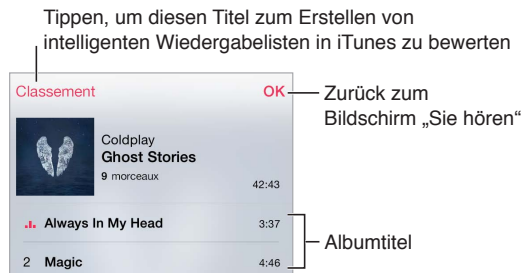 Tippen, um diesen Titel zum Erstellen von
intelligenten Wiedergabelisten in iTunes zu bewerten
Classement
OK
Zurück zum
Bildschirm „Sie hören“
Coldplay
Ghost Stories
9 morceaux
42:43
Always In My Head
3:37
Albumtitel
2 Magic
4:46